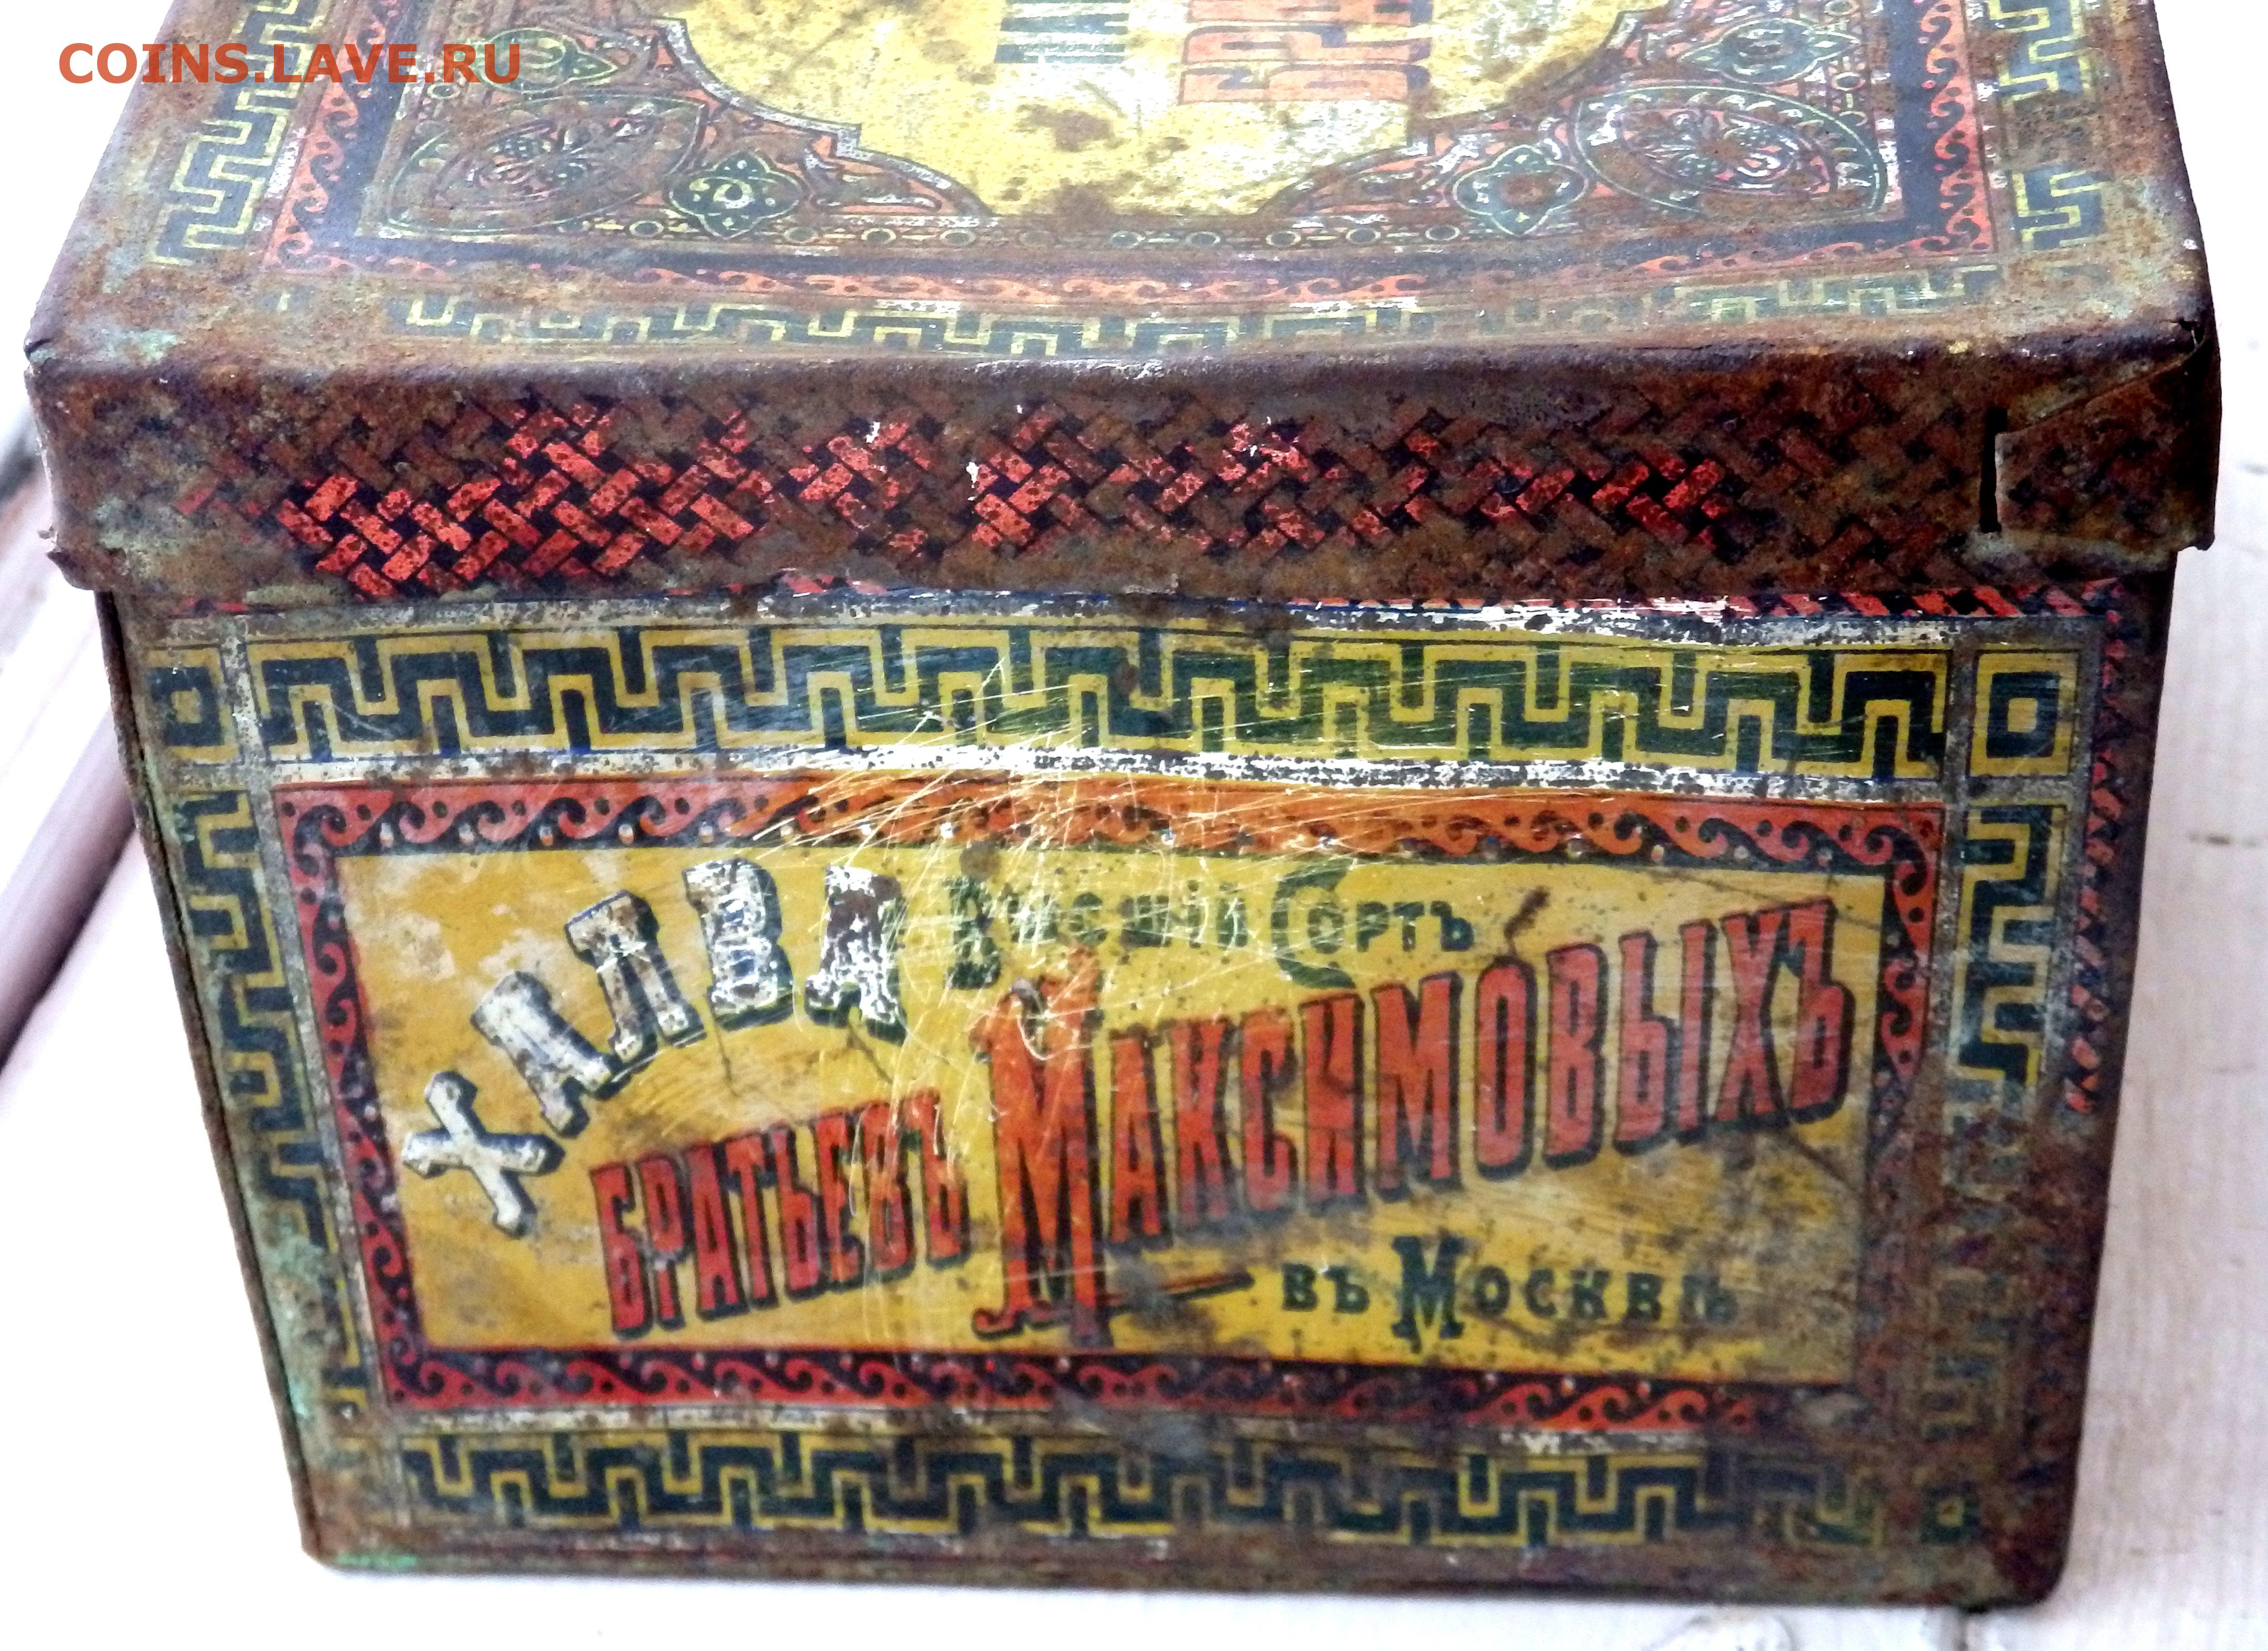 COINS.LAVE.RU
ХАЛВА Высшій Сортъ
БРАТЬЕВЪ МАКСИМОВЫХЪ
въ Москвѣ